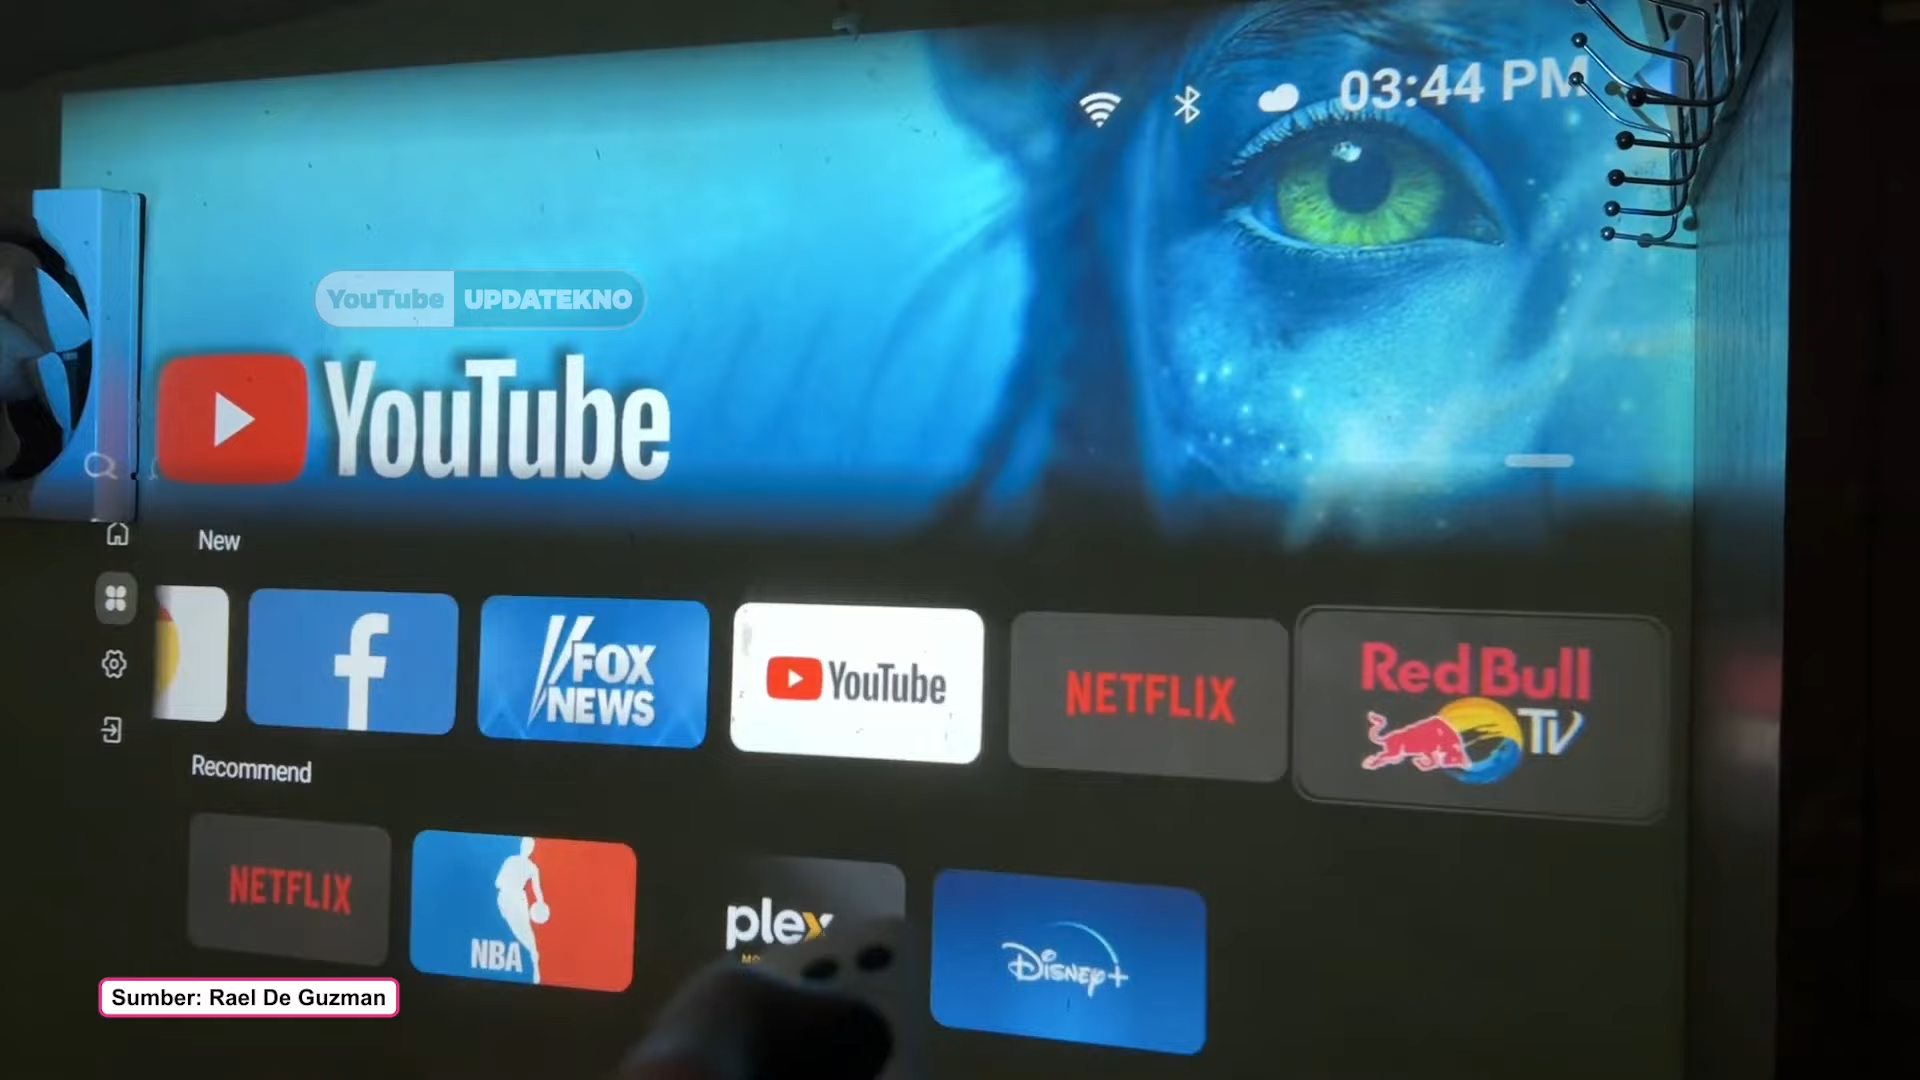 03:44 PM
YouTube UPDATEKNO
YouTube
New
f
FOX NEWS
YouTube
NETFLIX
Red Bull TV
Recommend
NETFLIX
NBA
plex
Disney+
Sumber: Rael De Guzman